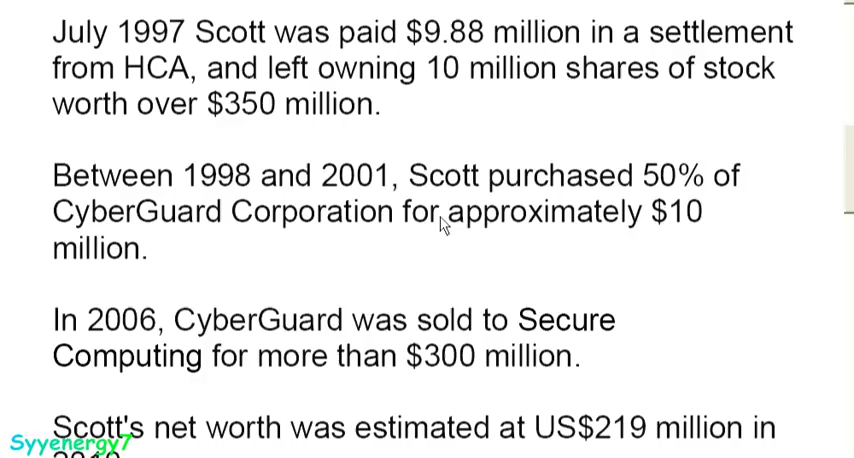 July 1997 Scott was paid $9.88 million in a settlement
from HCA, and left owning 10 million shares of stock
worth over $350 million.
Between 1998 and 2001, Scott purchased 50% of
CyberGuard Corporation for approximately $10
million.
In 2006, CyberGuard was sold to Secure
Computing for more than $300 million.
Scott's net worth was estimated at US$219 million in
Syyenergy7